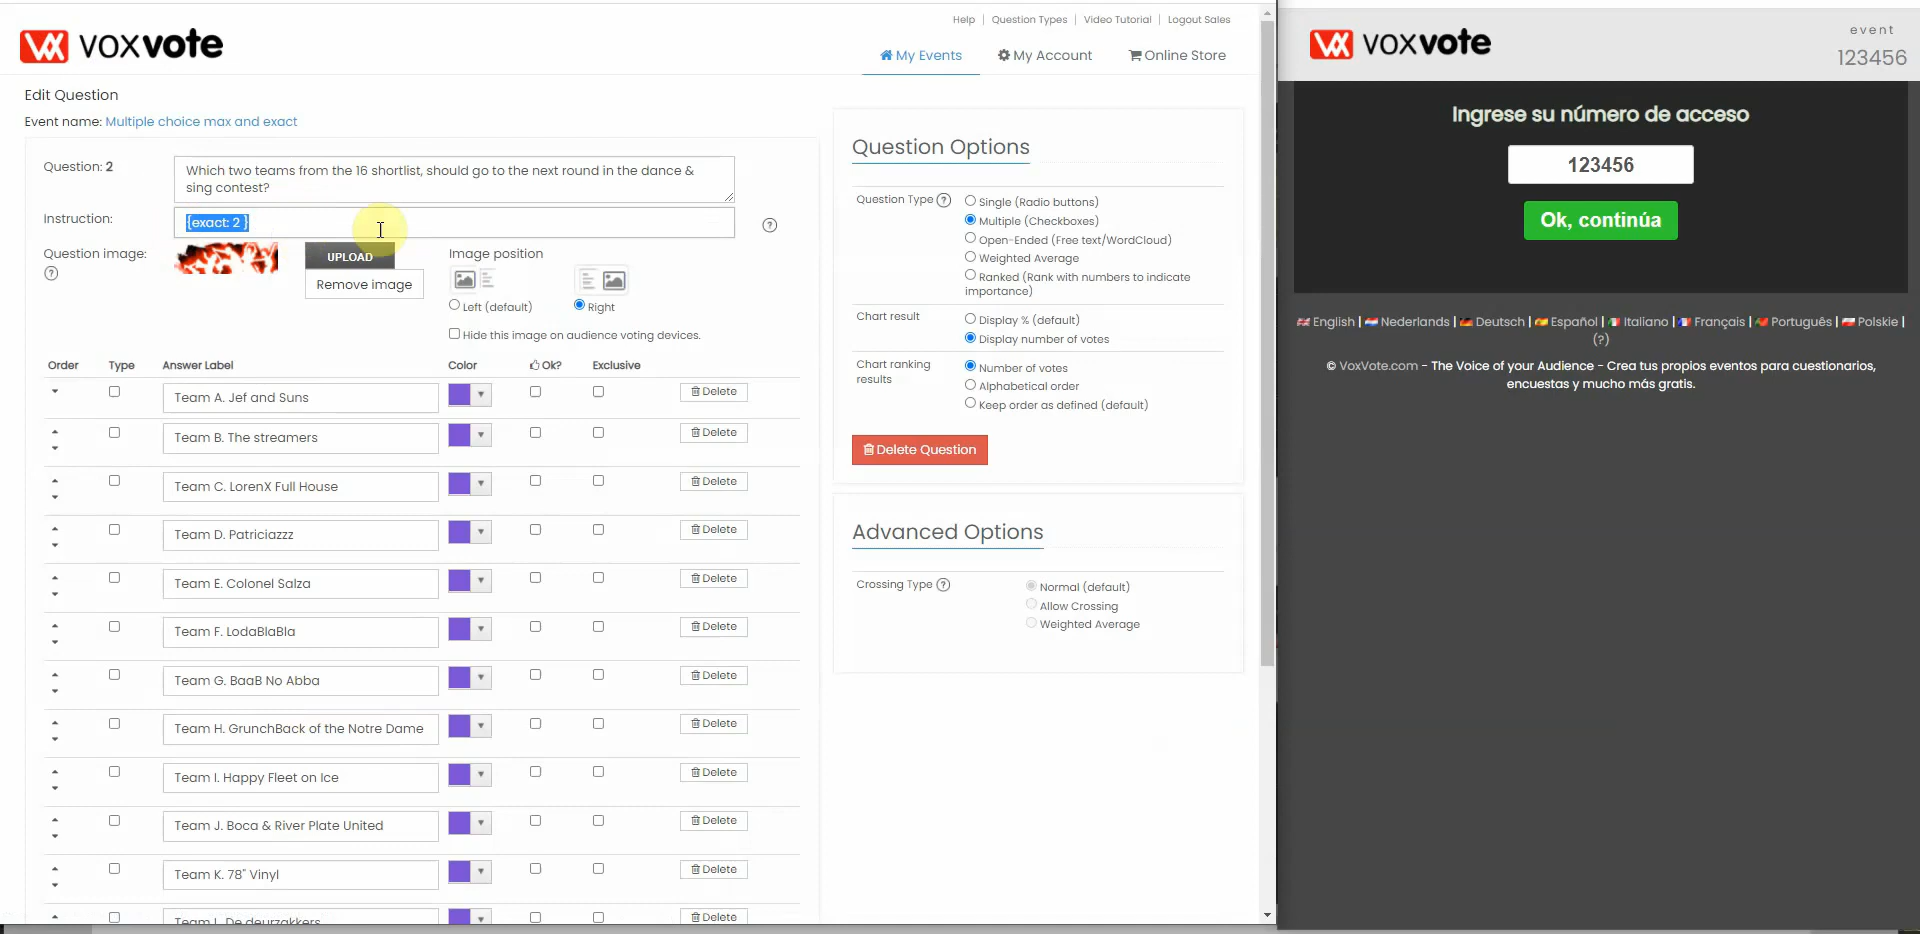 Help | Question Types | Video Tutorial | Logout Sales
VOXvote
My Events My Account Online Store
Edit Question
Event name: Multiple choice max and exact
Question: 2
Which two teams from the 16 shortlist, should go to the next round in the dance &
sing contest?
Instruction: {exact: 2 }
Question image:
UPLOAD
Remove image
Image position
Left (default) Right
Hide this image on audience voting devices.
Order Type Answer Label Color Ok? Exclusive
Team A. Jef and Suns Delete
Team B. The streamers Delete
Team C. LorenX Full House Delete
Team D. Patriciazzz Delete
Team E. Colonel Salza Delete
Team F. LodaBlaBla Delete
Team G. BaaB No Abba Delete
Team H. GrunchBack of the Notre Dame Delete
Team I. Happy Fleet on Ice Delete
Team J. Boca & River Plate United Delete
Team K. 78" Vinyl Delete
Team L. De deurzakkers Delete
Question Options
Question Type
Single (Radio buttons)
Multiple (Checkboxes)
Open-Ended (Free text/WordCloud)
Weighted Average
Ranked (Rank with numbers to indicate
importance)
Chart result
Display % (default)
Display number of votes
Chart ranking
results
Number of votes
Alphabetical order
Keep order as defined (default)
Delete Question
Advanced Options
Crossing Type
Normal (default)
Allow Crossing
Weighted Average
VOXvote
event
123456
Ingrese su número de acceso
123456
Ok, continúa
English | Nederlands | Deutsch | Español | Italiano | Français | Português | Polskie |
(?)
© VoxVote.com - The Voice of your Audience - Crea tus propios eventos para cuestionarios,
encuestas y mucho más gratis.